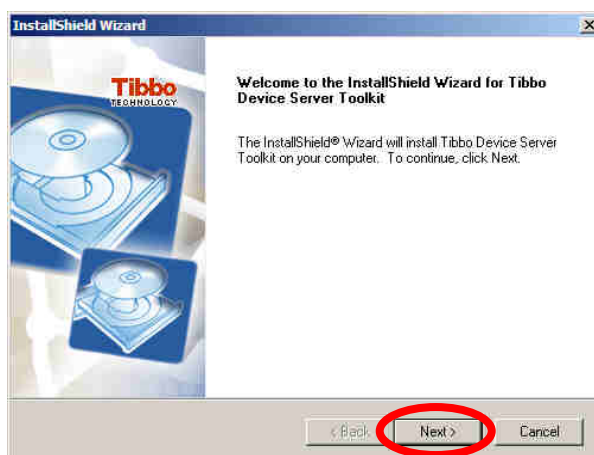 InstallShield Wizard
Tibbo
TECHNOLOGY
Welcome to the InstallShield Wizard for Tibbo
Device Server Toolkit
The InstallShield® Wizard will install Tibbo Device Server
Toolkit on your computer. To continue, click Next.
< Back
Next >
Cancel